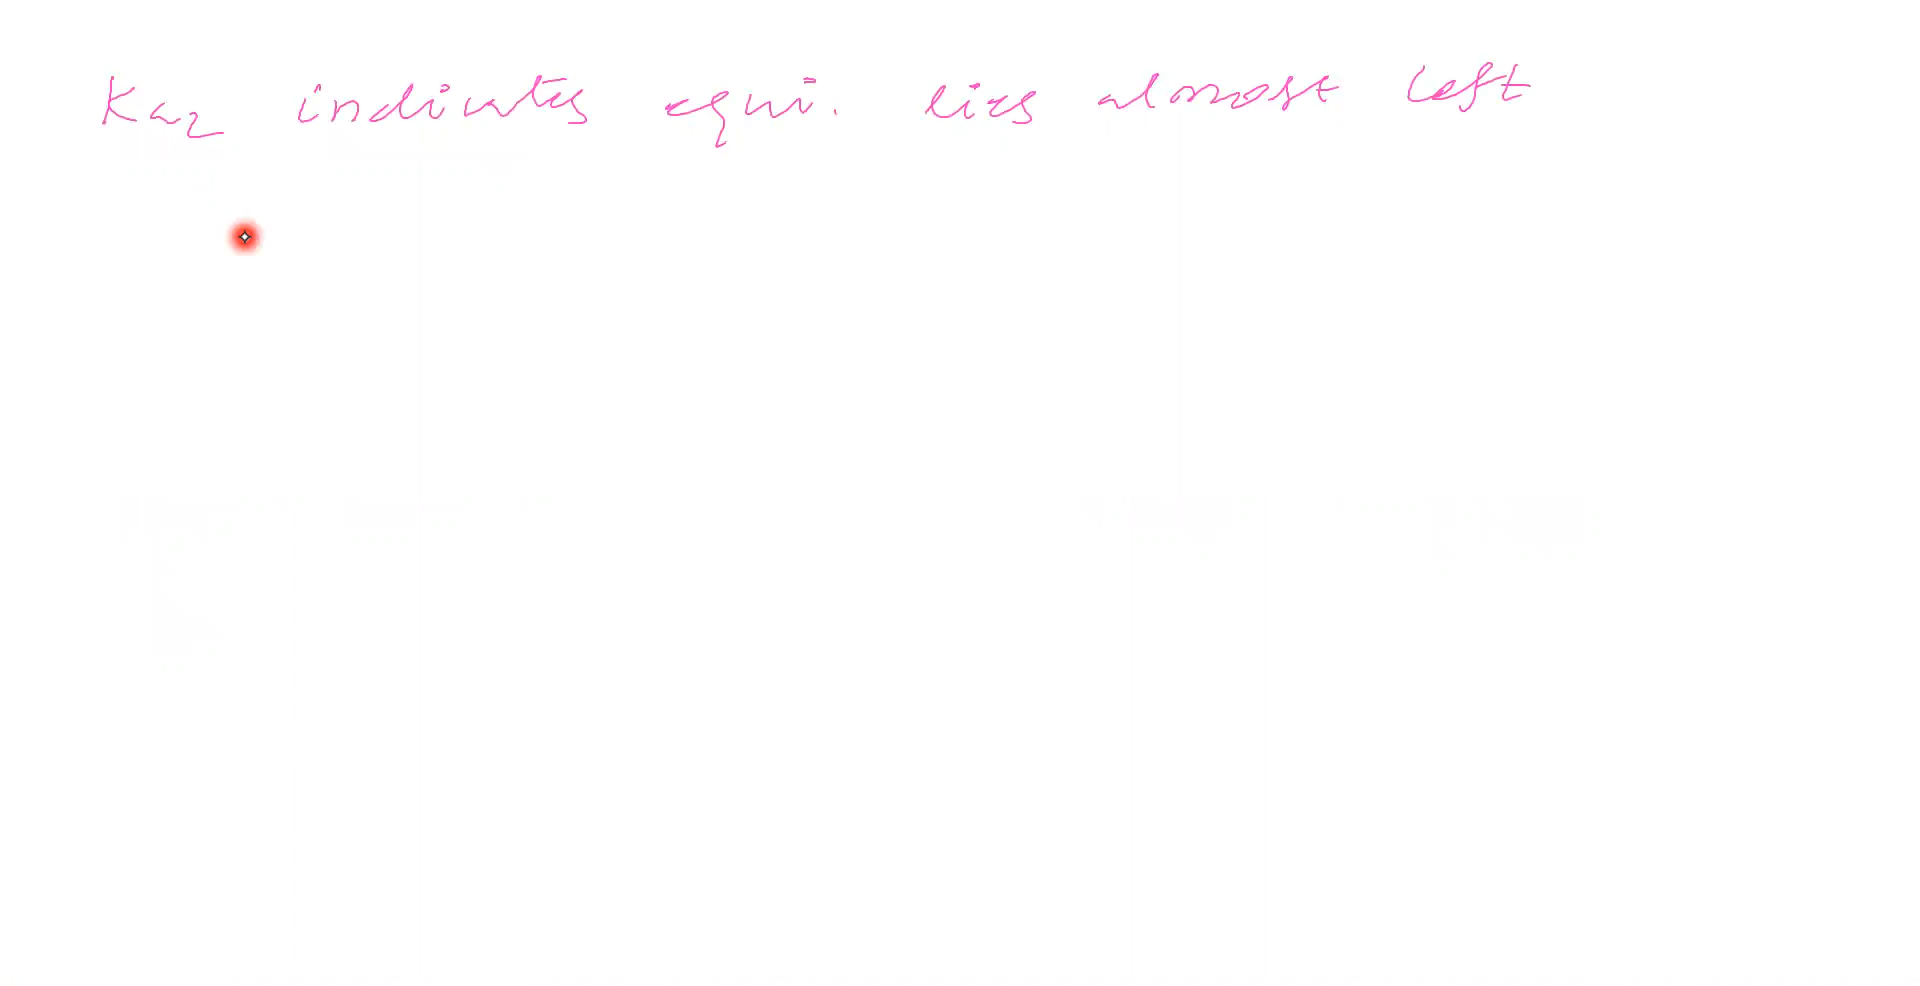 Ka₂ indicates equi. lies almost left